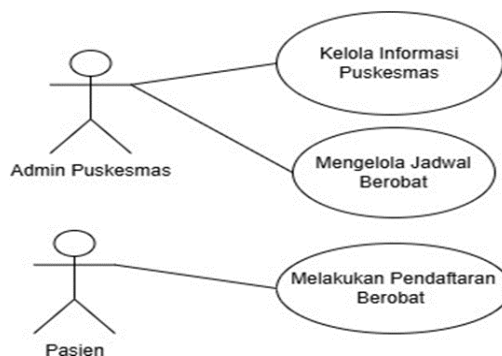 Kelola Informasi
Puskesmas
Admin Puskesmas
Mengelola Jadwal
Berobat
Melakukan Pendaftaran
Berobat
Pasien